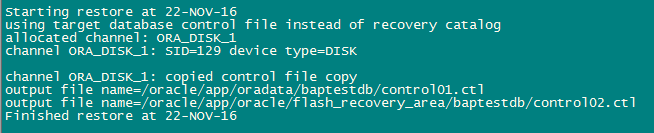 Starting restore at 22-NOV-16
using target database control file instead of recovery catalog
allocated channel: ORA_DISK_1
channel ORA_DISK_1: SID=129 device type=DISK
channel ORA_DISK_1: copied control file copy
output file name=/oracle/app/oradata/baptestdb/control01.ctl
output file name=/oracle/app/oracle/flash_recovery_area/baptestdb/control02.ctl
Finished restore at 22-NOV-16